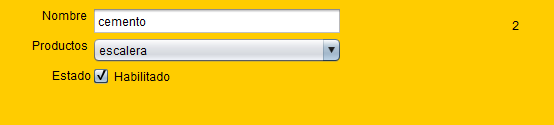 Nombre cemento 2
Productos escalera
Estado Habilitado